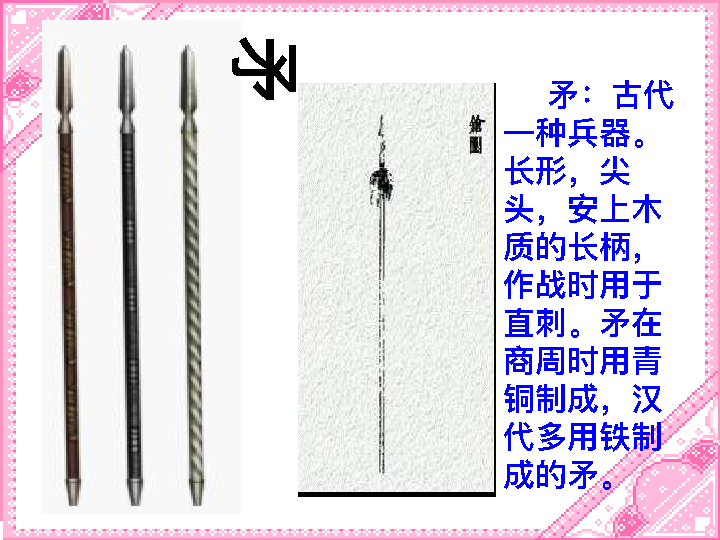 矛
鎗
圖
矛：古代
一种兵器。
长形，尖
头，安上木
质的长柄，
作战时用于
直刺。矛在
商周时用青
铜制成，汉
代多用铁制
成的矛。